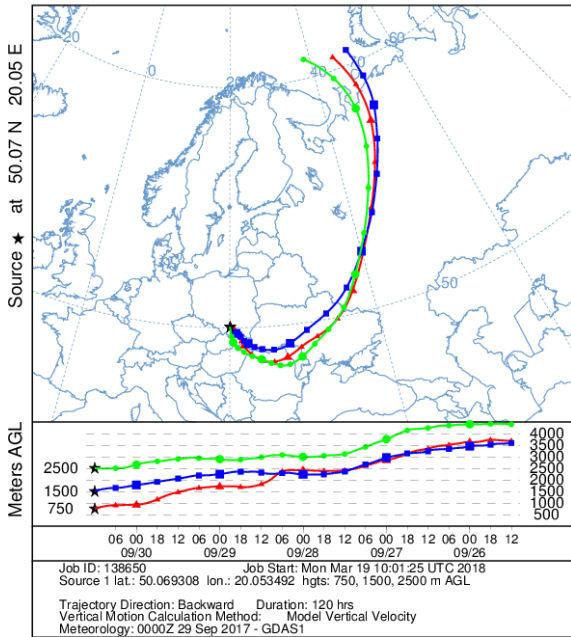 Source ★ at 50.07 N 20.05 E
-20
0
20
40
60
50
Meters AGL
4000
3500
3000
2500
2000
1500
1000
500
2500
1500
750
06 00 18 12 06 00 18 12 06 00 18 12 06 00 18 12 06 00 18 12
09/30 09/29 09/28 09/27 09/26
Job ID: 138650 Job Start: Mon Mar 19 10:01:25 UTC 2018
Source 1 lat.: 50.069308 lon.: 20.053492 hgts: 750, 1500, 2500 m AGL
Trajectory Direction: Backward Duration: 120 hrs
Vertical Motion Calculation Method: Model Vertical Velocity
Meteorology: 0000Z 29 Sep 2017 - GDAS1